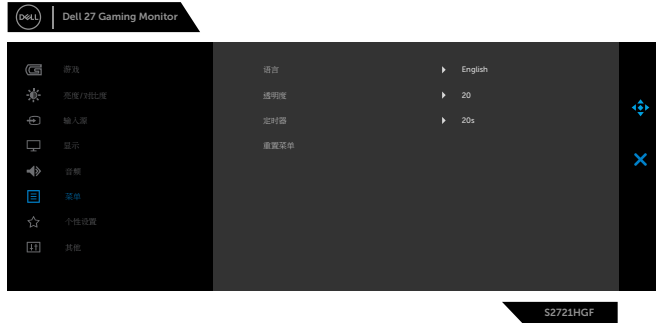 DELL
Dell 27 Gaming Monitor
游戏
亮度/对比度
输入源
显示
音频
菜单
个性设置
其他
语言 English
透明度 20
定时器 20s
重置菜单
S2721HGF